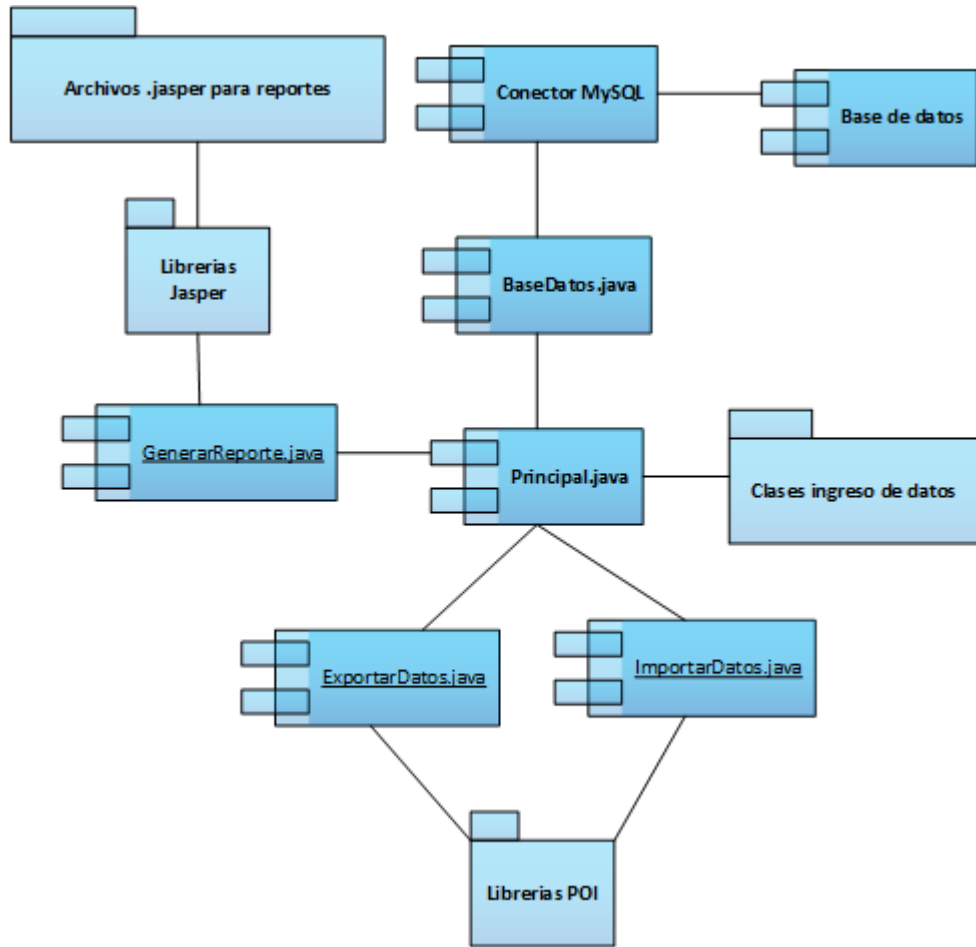 Archivos .jasper para reportes
Conector MySQL
Base de datos
Librerias
Jasper
BaseDatos.java
GenerarReporte.java
Principal.java
Clases ingreso de datos
ExportarDatos.java
ImportarDatos.java
Librerias POI